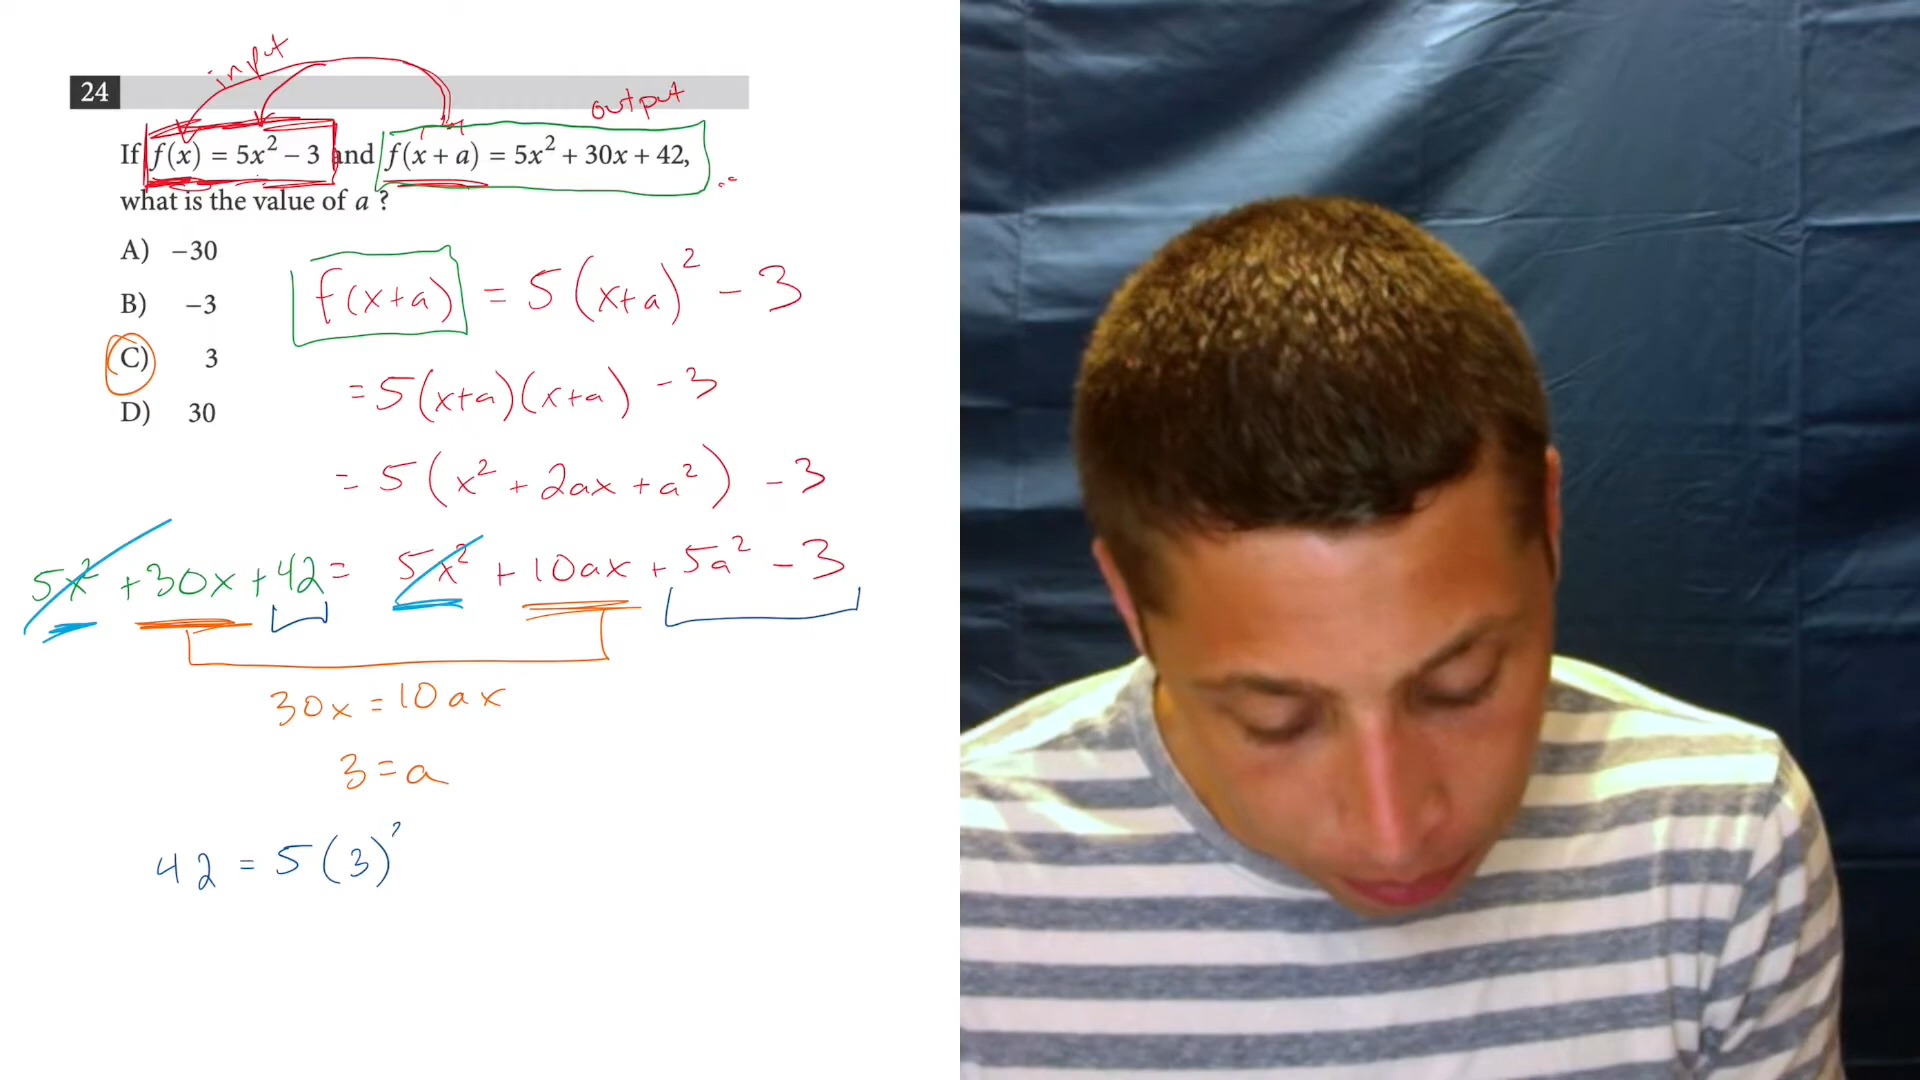 input
24
output
If f(x) = 5x² − 3 and f(x + a) = 5x² + 30x + 42,
what is the value of a ?
A) −30
B) −3
C) 3
D) 30
f(x+a) = 5(x+a)² - 3
= 5(x+a)(x+a) - 3
= 5(x² + 2ax + a²) - 3
5x² + 30x + 42 = 5x² + 10ax + 5a² - 3
30x = 10ax
3 = a
42 = 5(3)